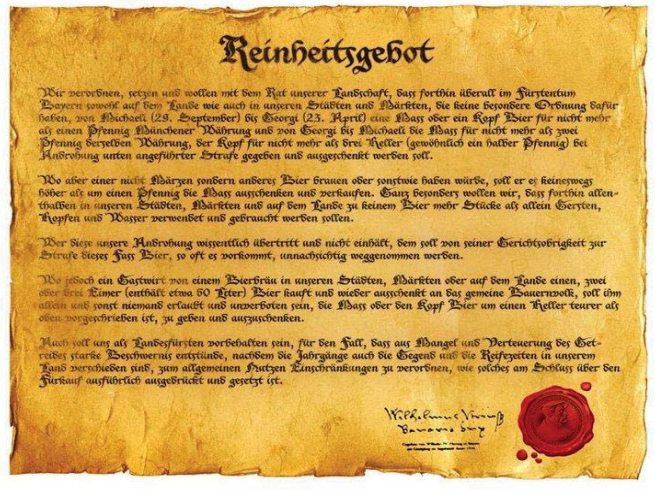 Reinheitsgebot
Wir verordnen, setzen und wollen mit dem Rat unserer Landschaft, dass forthin überall im Fürstentum
Bayern sowohl auf dem Lande wie auch in unseren Städten und Märkten, die keine besondere Ordnung dafür
haben, von Michaeli (29. September) bis Georgi (23. April) eine Mass oder ein Kopf Bier für nicht mehr
als einen Pfennig Münchener Währung und von Georgi bis Michaeli die Mass für nicht mehr als zwei
Pfennig derselben Währung, der Kopf für nicht mehr als drei Heller (gewöhnlich ein halber Pfennig) bei
Androhung unten angeführter Strafe gegeben und ausgeschenkt werden soll.
Wo aber einer nicht Märzen sondern anderes Bier brauen oder sonstwie haben würde, soll er es keineswegs
höher als um einen Pfennig die Mass ausschenken und verkaufen. Ganz besonders wollen wir, dass forthin allen-
thalben in unseren Städten, Märkten und auf dem Lande zu keinem Bier mehr Stücke als allein Gersten,
Hopfen und Wasser verwendet und gebraucht werden sollen.
Wer diese unsere Androhung wissentlich übertritt und nicht einhält, dem soll von seiner Gerichtsobrigkeit zur
Strafe dieses Fass Bier, so oft es vorkommt, unnachsichtig weggenommen werden.
Wo jedoch ein Gastwirt von einem Bierbräu in unseren Städten, Märkten oder auf dem Lande einen, zwei
oder drei Eimer (enthält etwa 60 Liter) Bier kauft und wieder ausschenkt an das gemeine Bauernvolk, soll ihm
allein und sonst niemand erlaubt und unverboten sein, die Mass oder den Kopf Bier um einen Heller teurer als
oben vorgeschrieben ist, zu geben und auszuschenken.
Auch soll uns als Landesfürsten vorbehalten sein, für den Fall, dass aus Mangel und Verteuerung des Get-
reides starke Beschwernis entstünde, nachdem die Jahrgänge auch die Gegend und die Reifezeiten in unserem
Land verschieden sind, zum allgemeinen Nutzen Einschränkungen zu verordnen, wie solches am Schluss über den
Fürkauf ausführlich ausgedrückt und gesetzt ist.